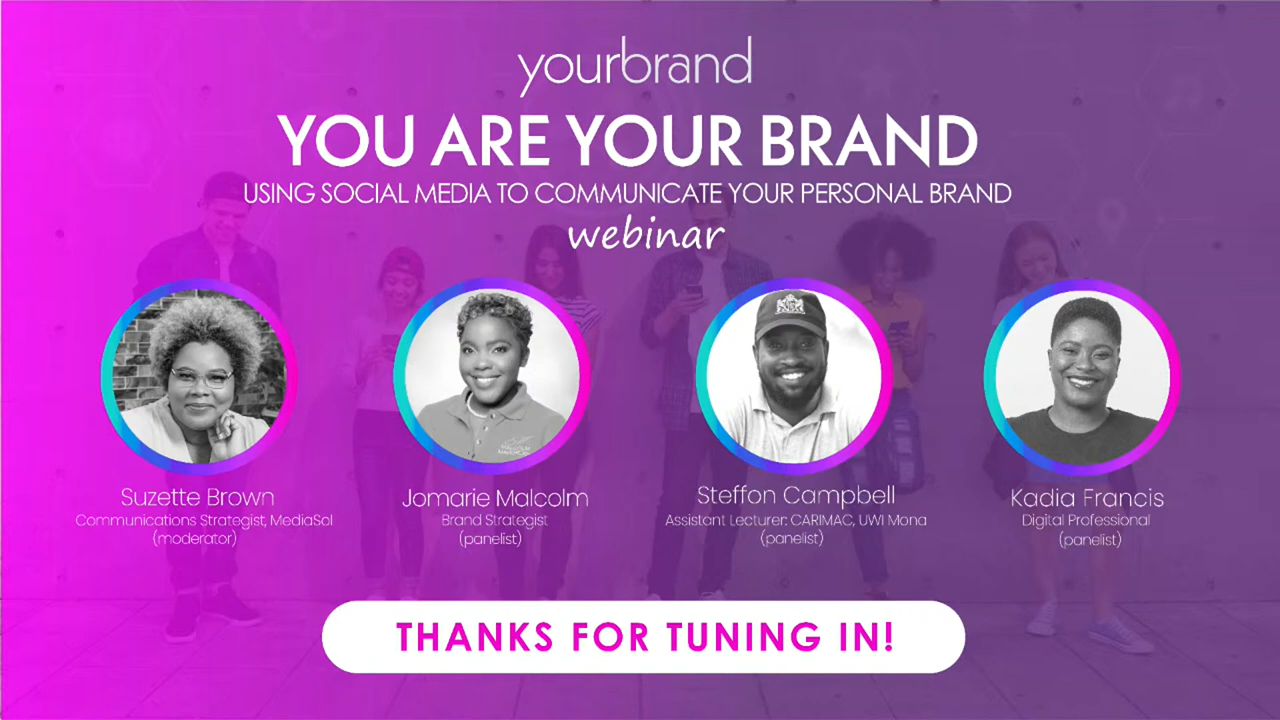 yourbrand
YOU ARE YOUR BRAND
USING SOCIAL MEDIA TO COMMUNICATE YOUR PERSONAL BRAND
webinar
Suzette Brown
Communications Strategist, MediaSol
(moderator)
Jomarie Malcolm
Brand Strategist
(panelist)
Steffon Campbell
Assistant Lecturer: CARIMAC, UWI Mona
(panelist)
Kadia Francis
Digital Professional
(panelist)
THANKS FOR TUNING IN!